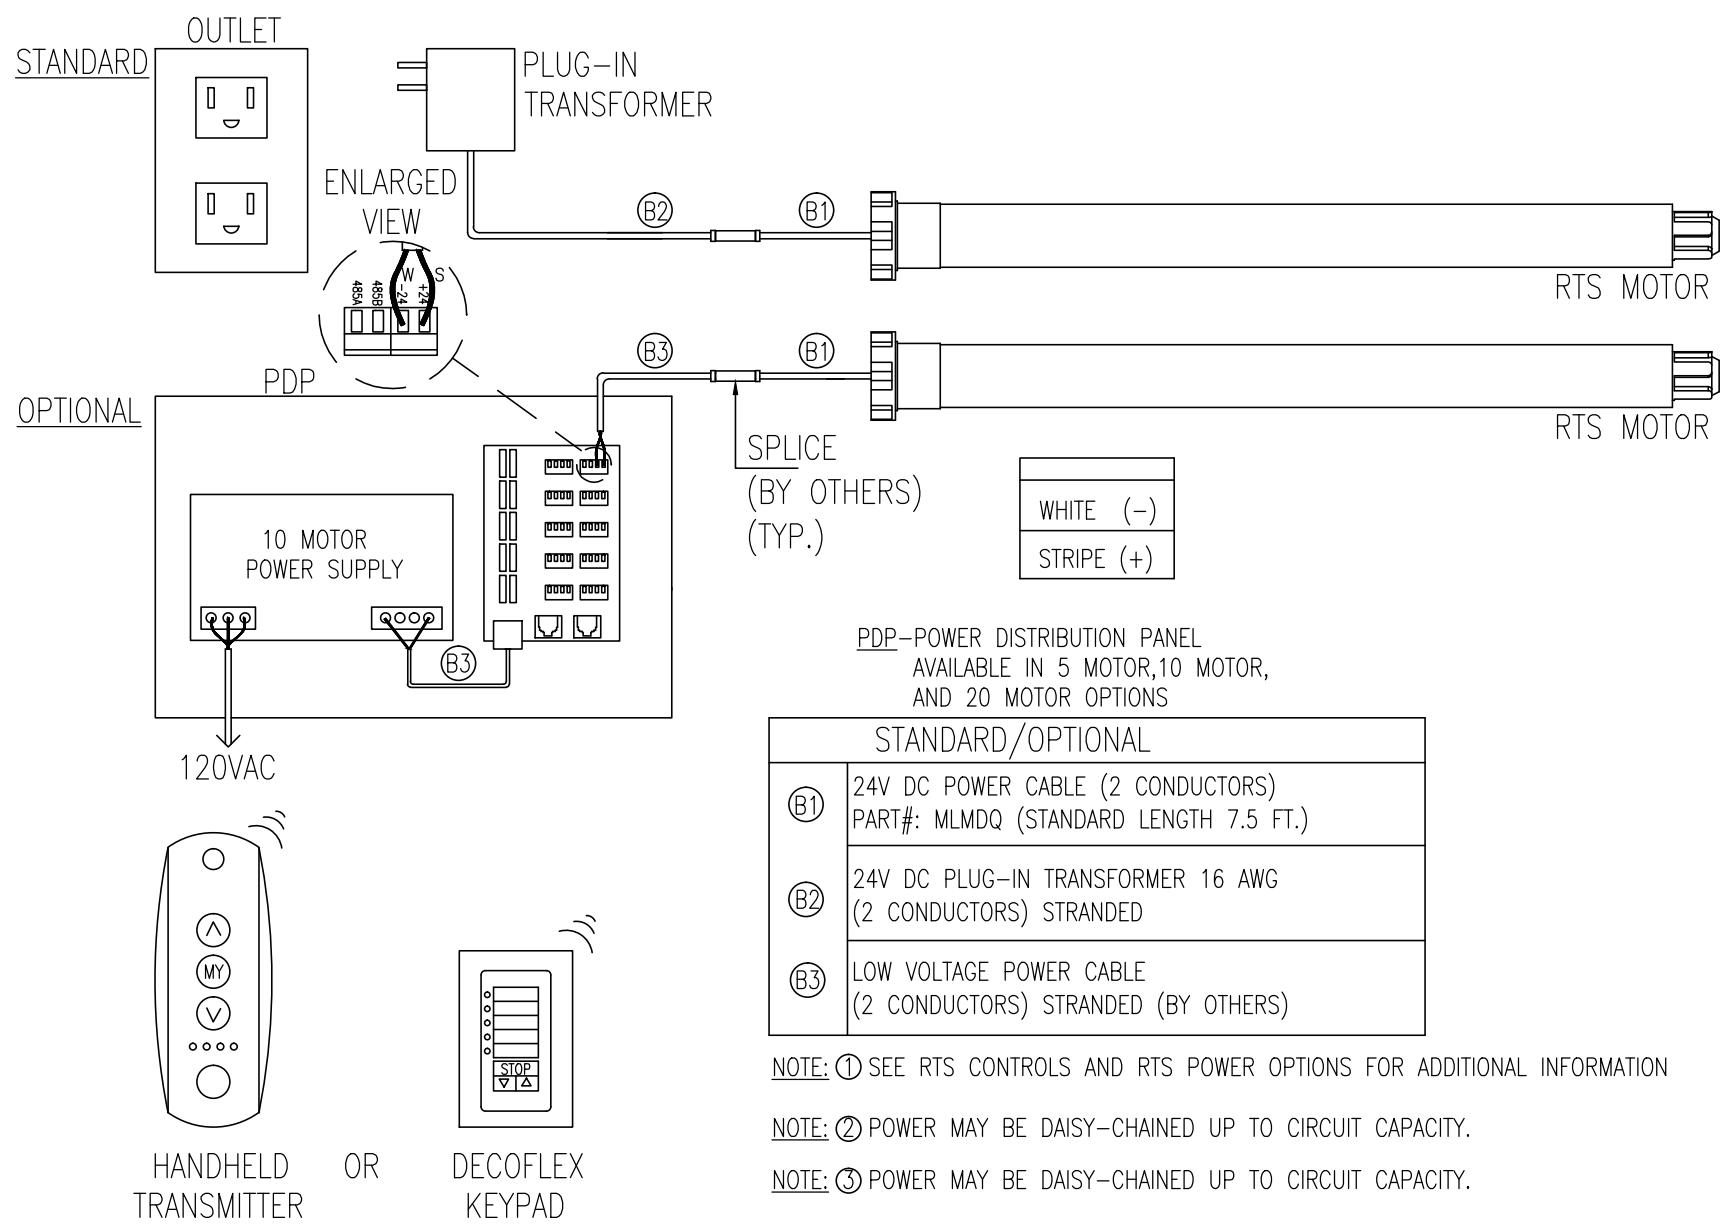 OUTLET
STANDARD
PLUG-IN
TRANSFORMER
ENLARGED
VIEW
B2
B1
W S
485A 485B -24 +24
RTS MOTOR
B3
B1
PDP
OPTIONAL
RTS MOTOR
SPLICE
(BY OTHERS)
(TYP.)
WHITE (-)
STRIPE (+)
10 MOTOR
POWER SUPPLY
B3
120VAC
PDP-POWER DISTRIBUTION PANEL
AVAILABLE IN 5 MOTOR,10 MOTOR,
AND 20 MOTOR OPTIONS
STANDARD/OPTIONAL
B1
24V DC POWER CABLE (2 CONDUCTORS)
PART#: MLMDQ (STANDARD LENGTH 7.5 FT.)
B2
24V DC PLUG-IN TRANSFORMER 16 AWG
(2 CONDUCTORS) STRANDED
B3
LOW VOLTAGE POWER CABLE
(2 CONDUCTORS) STRANDED (BY OTHERS)
NOTE: 1 SEE RTS CONTROLS AND RTS POWER OPTIONS FOR ADDITIONAL INFORMATION
NOTE: 2 POWER MAY BE DAISY-CHAINED UP TO CIRCUIT CAPACITY.
NOTE: 3 POWER MAY BE DAISY-CHAINED UP TO CIRCUIT CAPACITY.
MY
STOP
HANDHELD
TRANSMITTER
OR
DECOFLEX
KEYPAD